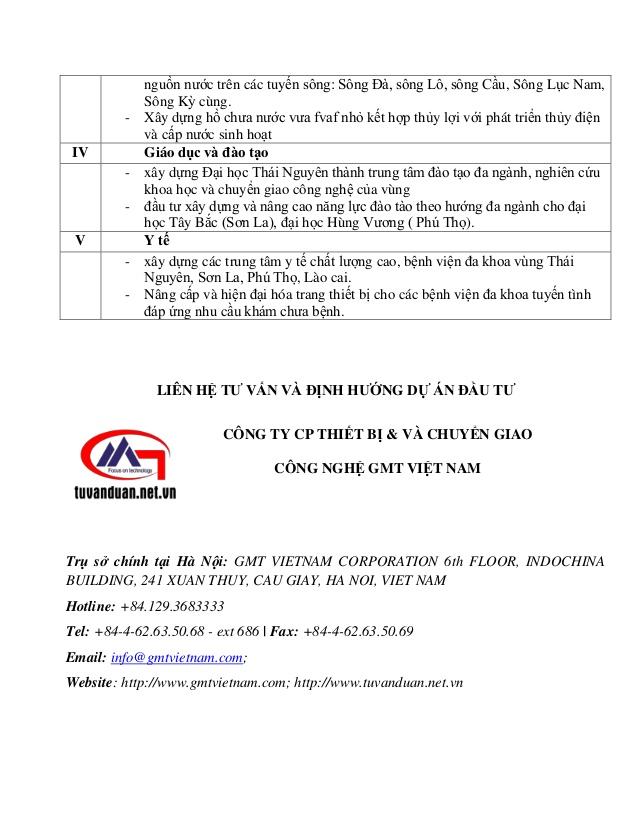 nguồn nước trên các tuyến sông: Sông Đà, sông Lô, sông Cầu, Sông Lục Nam,
Sông Kỳ cùng.
- Xây dựng hồ chưa nước vưa fvaf nhỏ kết hợp thủy lợi với phát triển thủy điện
và cấp nước sinh hoạt
IV Giáo dục và đào tạo
- xây dựng Đại học Thái Nguyên thành trung tâm đào tạo đa ngành, nghiên cứu
khoa học và chuyển giao công nghệ của vùng
- đầu tư xây dựng và nâng cao năng lực đào tào theo hướng đa ngành cho đại
học Tây Bắc (Sơn La), đại học Hùng Vương ( Phú Thọ).
V Y tế
- xây dựng các trung tâm y tế chất lượng cao, bệnh viện đa khoa vùng Thái
Nguyên, Sơn La, Phú Thọ, Lào cai.
- Nâng cấp và hiện đại hóa trang thiết bị cho các bệnh viện đa khoa tuyến tình
đáp ứng nhu cầu khám chưa bệnh.
LIÊN HỆ TƯ VẤN VÀ ĐỊNH HƯỚNG DỰ ÁN ĐẦU TƯ
CÔNG TY CP THIẾT BỊ & VÀ CHUYỂN GIAO
CÔNG NGHỆ GMT VIỆT NAM
Focus on technology
tuvanduan.net.vn
Trụ sở chính tại Hà Nội: GMT VIETNAM CORPORATION 6th FLOOR, INDOCHINA
BUILDING, 241 XUAN THUY, CAU GIAY, HA NOI, VIET NAM
Hotline: +84.129.3683333
Tel: +84-4-62.63.50.68 - ext 686 | Fax: +84-4-62.63.50.69
Email: info@gmtvietnam.com;
Website: http://www.gmtvietnam.com; http://www.tuvanduan.net.vn